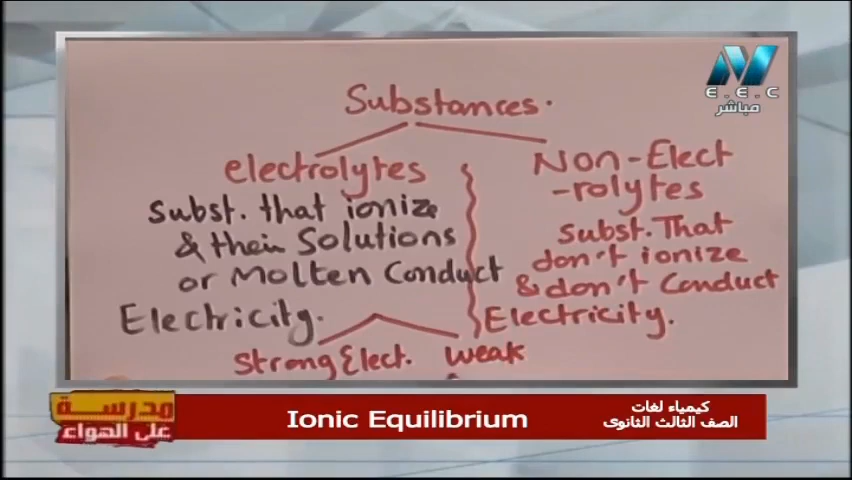 E.E.C
مباشر
Substances.
electrolytes
Subst. that ionize
& their Solutions
or Molten Conduct
Electricity.
Strong Elect. weak
Non-Elect
-rolytes
Subst. That
don't ionize
& don't Conduct
Electricity.
مدرسة
على الهواء
Ionic Equilibrium
كيمياء لغات
الصف الثالث الثانوى